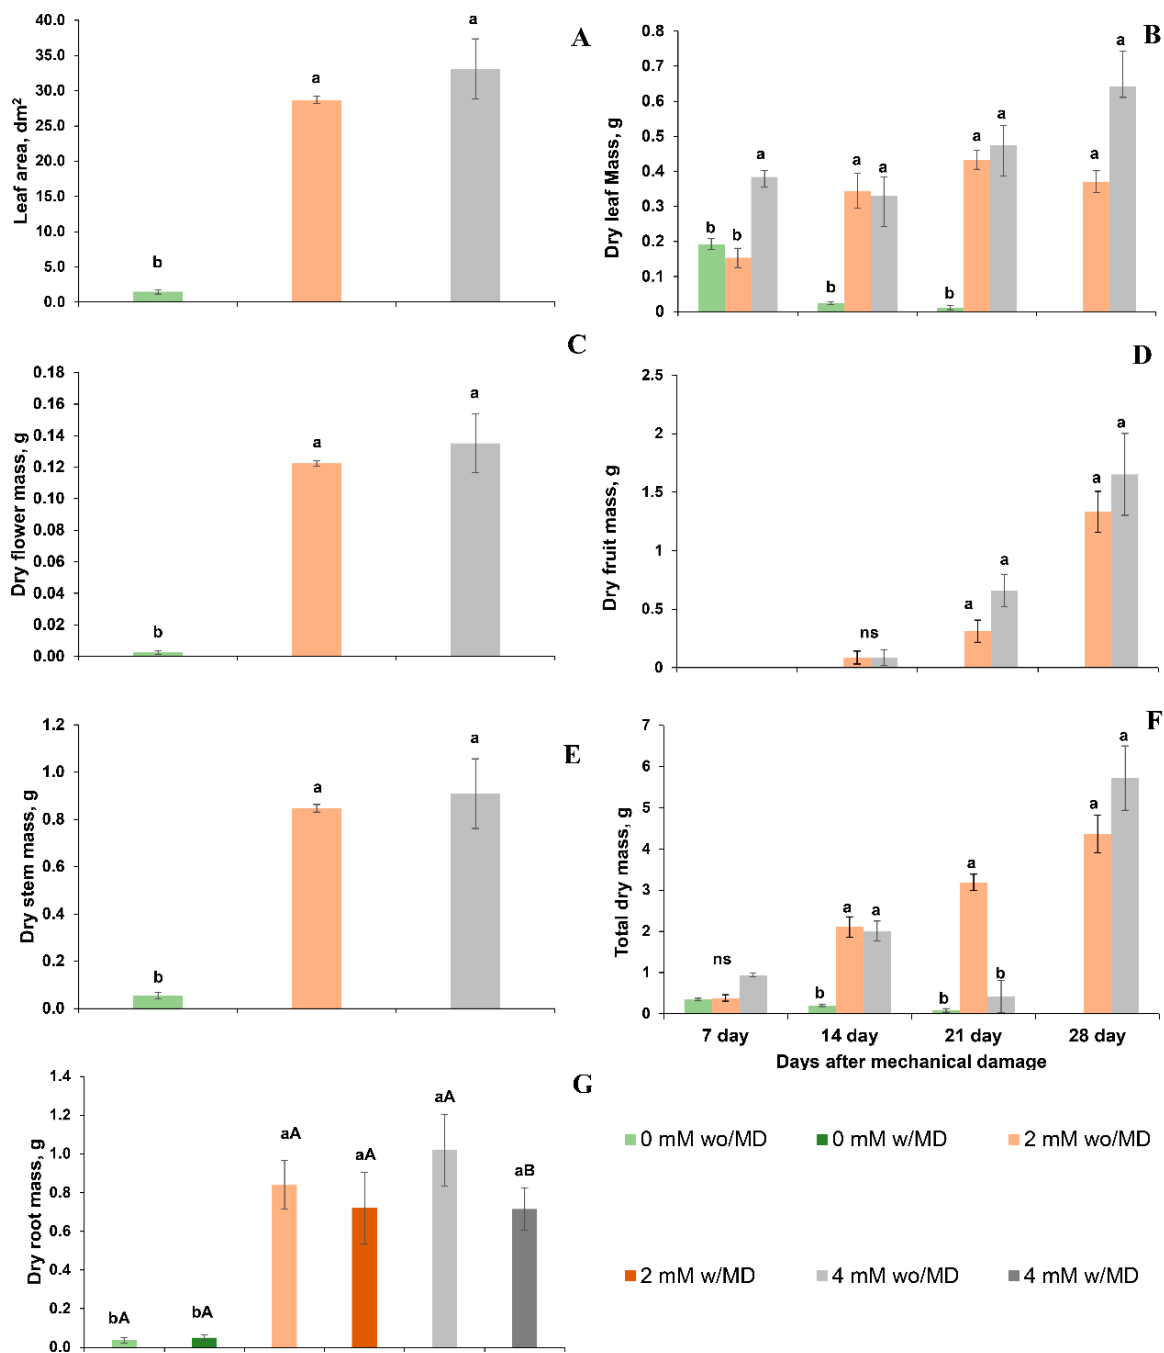 A
Leaf area, dm²
40.0
35.0
30.0
25.0
20.0
15.0
10.0
5.0
0.0
b
a
a
B
Dry leaf Mass, g
0.8
0.7
0.6
0.5
0.4
0.3
0.2
0.1
0
b b a
b a a
b a a
a a
C
Dry flower mass, g
0.18
0.16
0.14
0.12
0.10
0.08
0.06
0.04
0.02
0.00
b
a
a
D
Dry fruit mass, g
2.5
2
1.5
1
0.5
0
ns
a a
a a
E
Dry stem mass, g
1.2
1.0
0.8
0.6
0.4
0.2
0.0
b
a
a
F
Total dry mass, g
7
6
5
4
3
2
1
0
ns
b a a
b a b
a a
7 day 14 day 21 day 28 day
Days after mechanical damage
G
Dry root mass, g
1.4
1.2
1.0
0.8
0.6
0.4
0.2
0.0
bA
bA
aA
aA
aA
aB
0 mM wo/MD 0 mM w/MD 2 mM wo/MD
2 mM w/MD 4 mM wo/MD 4 mM w/MD